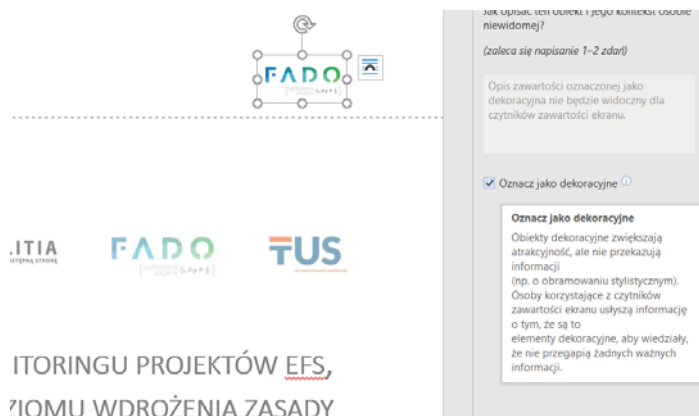 FADO
.ITIA
FADO
TUS
ITORINGU PROJEKTÓW EFS,
ZIOMU WDROŻENIA ZASADY
Jak opisać ten obiekt i jego kontekst osobie
niewidomej?
(zaleca się napisanie 1–2 zdań)
Opis zawartości oznaczonej jako
dekoracyjna nie będzie widoczny dla
czytników zawartości ekranu.
Oznacz jako dekoracyjne
Oznacz jako dekoracyjne
Obiekty dekoracyjne zwiększają
atrakcyjność, ale nie przekazują
informacji
(np. o obramowaniu stylistycznym).
Osoby korzystające z czytników
zawartości ekranu usłyszą informację
o tym, że są to
elementy dekoracyjne, aby wiedziały,
że nie przegapią żadnych ważnych
informacji.